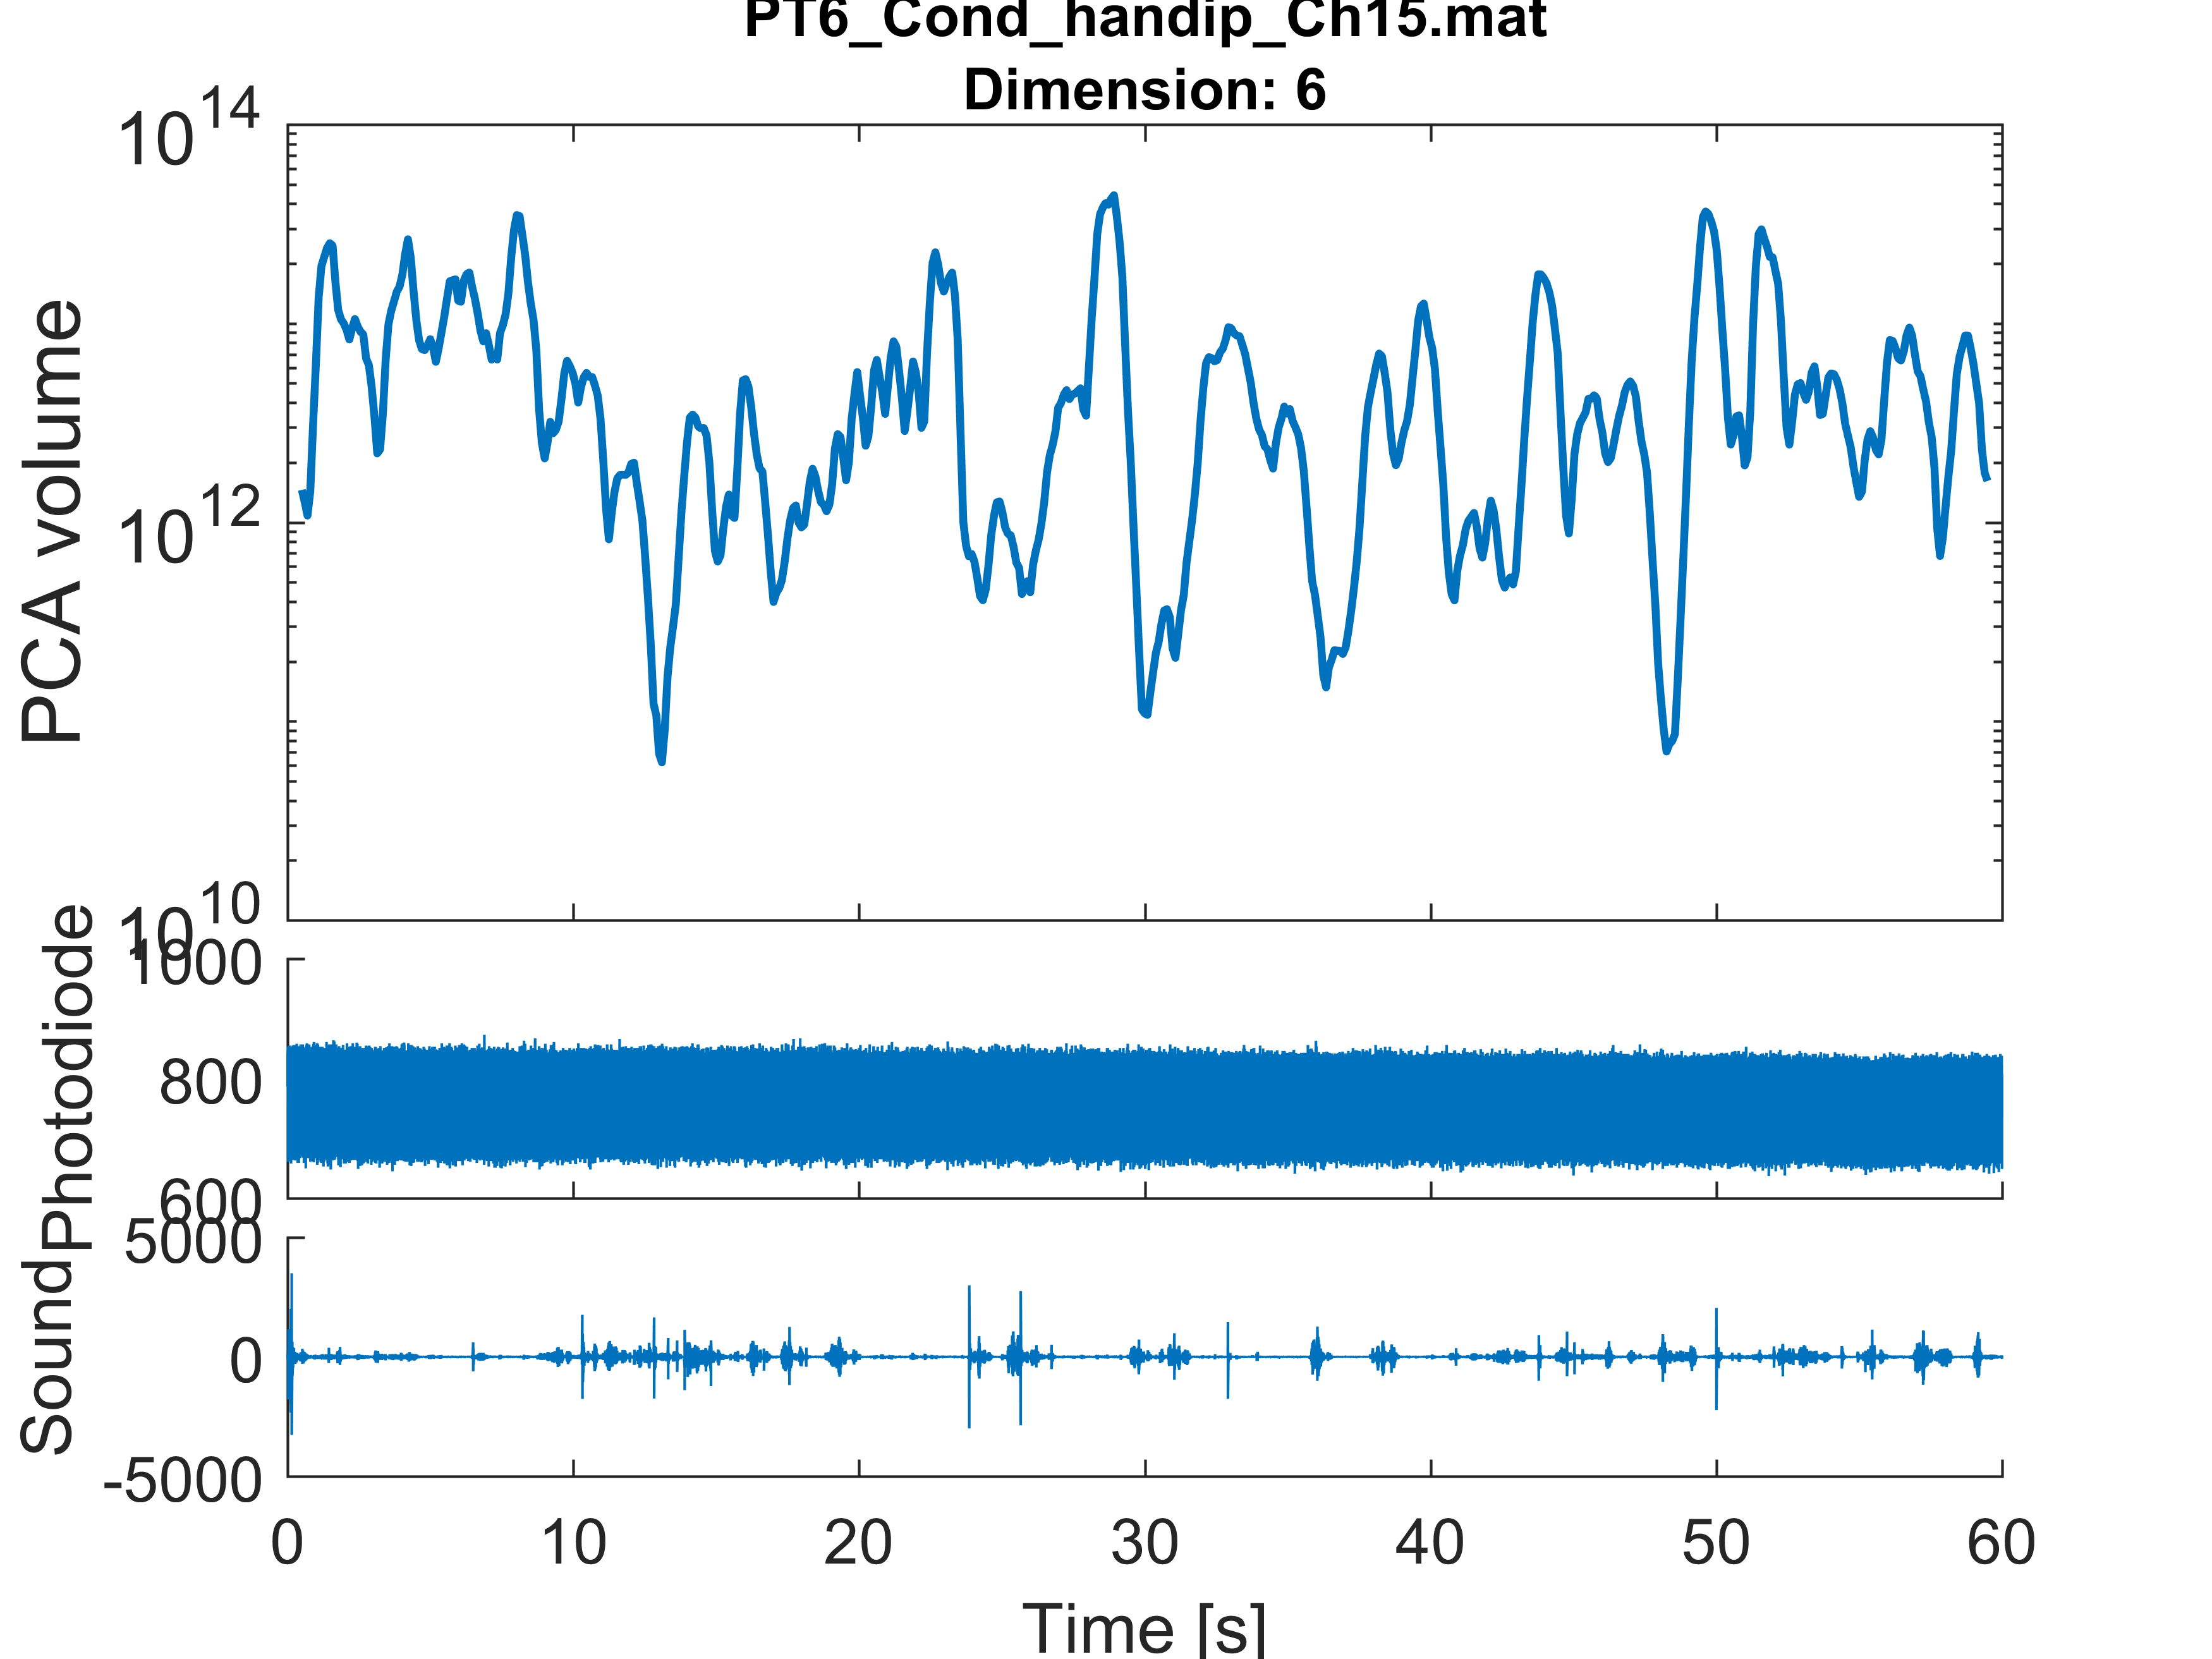 PT6_Cond_handip_Ch15.mat
Dimension: 6
PCA volume
10^14
10^12
10^10
Photodiode
1000
800
600
Sound
5000
0
-5000
0 10 20 30 40 50 60
Time [s]